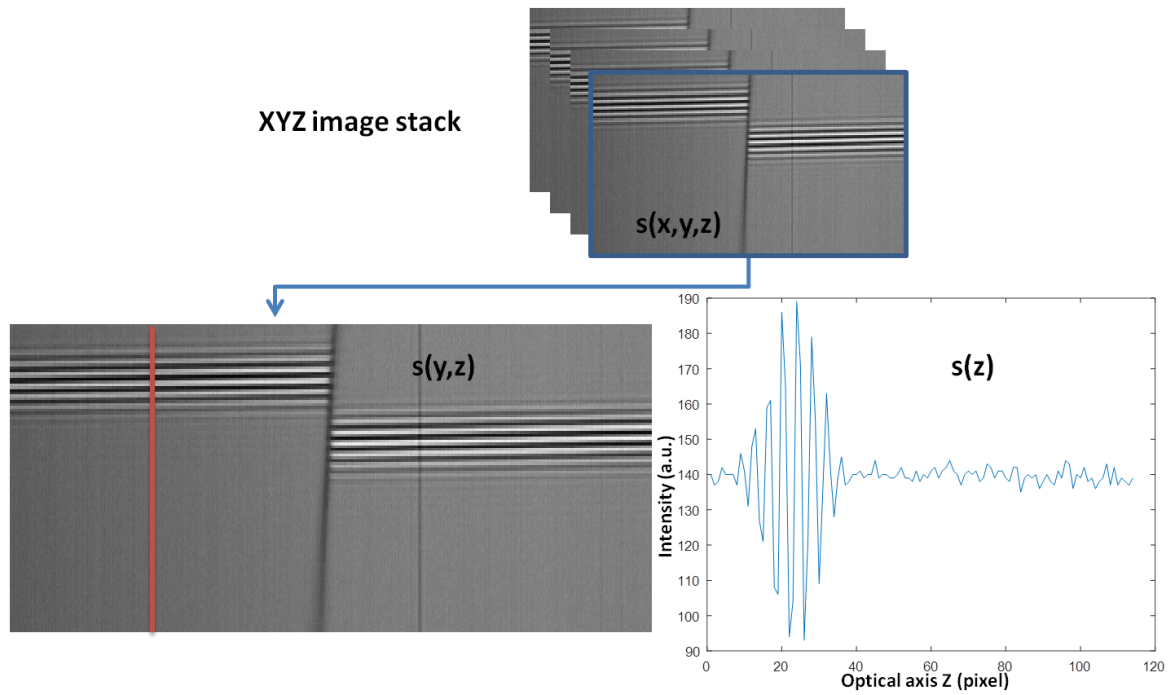 XYZ image stack
s(x,y,z)
s(y,z)
s(z)
190
180
170
160
150
140
130
120
110
100
90
Intensity (a.u.)
0 20 40 60 80 100 120
Optical axis Z (pixel)